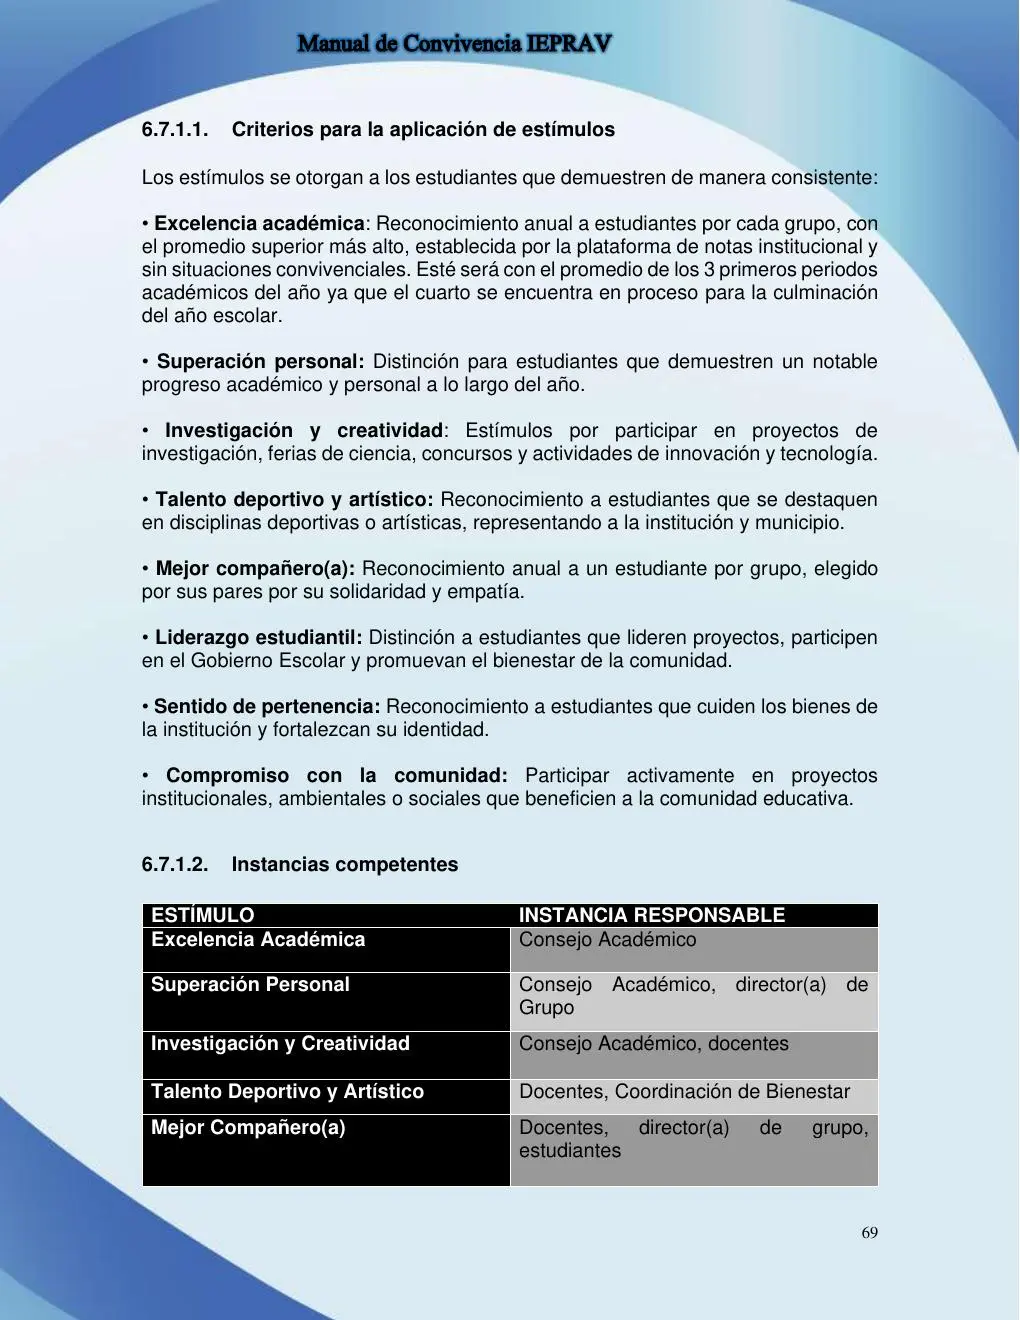 Manual de Convivencia IEPRAV
6.7.1.1. Criterios para la aplicación de estímulos
Los estímulos se otorgan a los estudiantes que demuestren de manera consistente:
• Excelencia académica: Reconocimiento anual a estudiantes por cada grupo, con
el promedio superior más alto, establecida por la plataforma de notas institucional y
sin situaciones convivenciales. Esté será con el promedio de los 3 primeros periodos
académicos del año ya que el cuarto se encuentra en proceso para la culminación
del año escolar.
• Superación personal: Distinción para estudiantes que demuestren un notable
progreso académico y personal a lo largo del año.
• Investigación y creatividad: Estímulos por participar en proyectos de
investigación, ferias de ciencia, concursos y actividades de innovación y tecnología.
• Talento deportivo y artístico: Reconocimiento a estudiantes que se destaquen
en disciplinas deportivas o artísticas, representando a la institución y municipio.
• Mejor compañero(a): Reconocimiento anual a un estudiante por grupo, elegido
por sus pares por su solidaridad y empatía.
• Liderazgo estudiantil: Distinción a estudiantes que lideren proyectos, participen
en el Gobierno Escolar y promuevan el bienestar de la comunidad.
• Sentido de pertenencia: Reconocimiento a estudiantes que cuiden los bienes de
la institución y fortalezcan su identidad.
• Compromiso con la comunidad: Participar activamente en proyectos
institucionales, ambientales o sociales que beneficien a la comunidad educativa.
6.7.1.2. Instancias competentes
ESTÍMULO INSTANCIA RESPONSABLE
Excelencia Académica Consejo Académico
Superación Personal Consejo Académico, director(a) de
Grupo
Investigación y Creatividad Consejo Académico, docentes
Talento Deportivo y Artístico Docentes, Coordinación de Bienestar
Mejor Compañero(a) Docentes, director(a) de grupo,
estudiantes
69